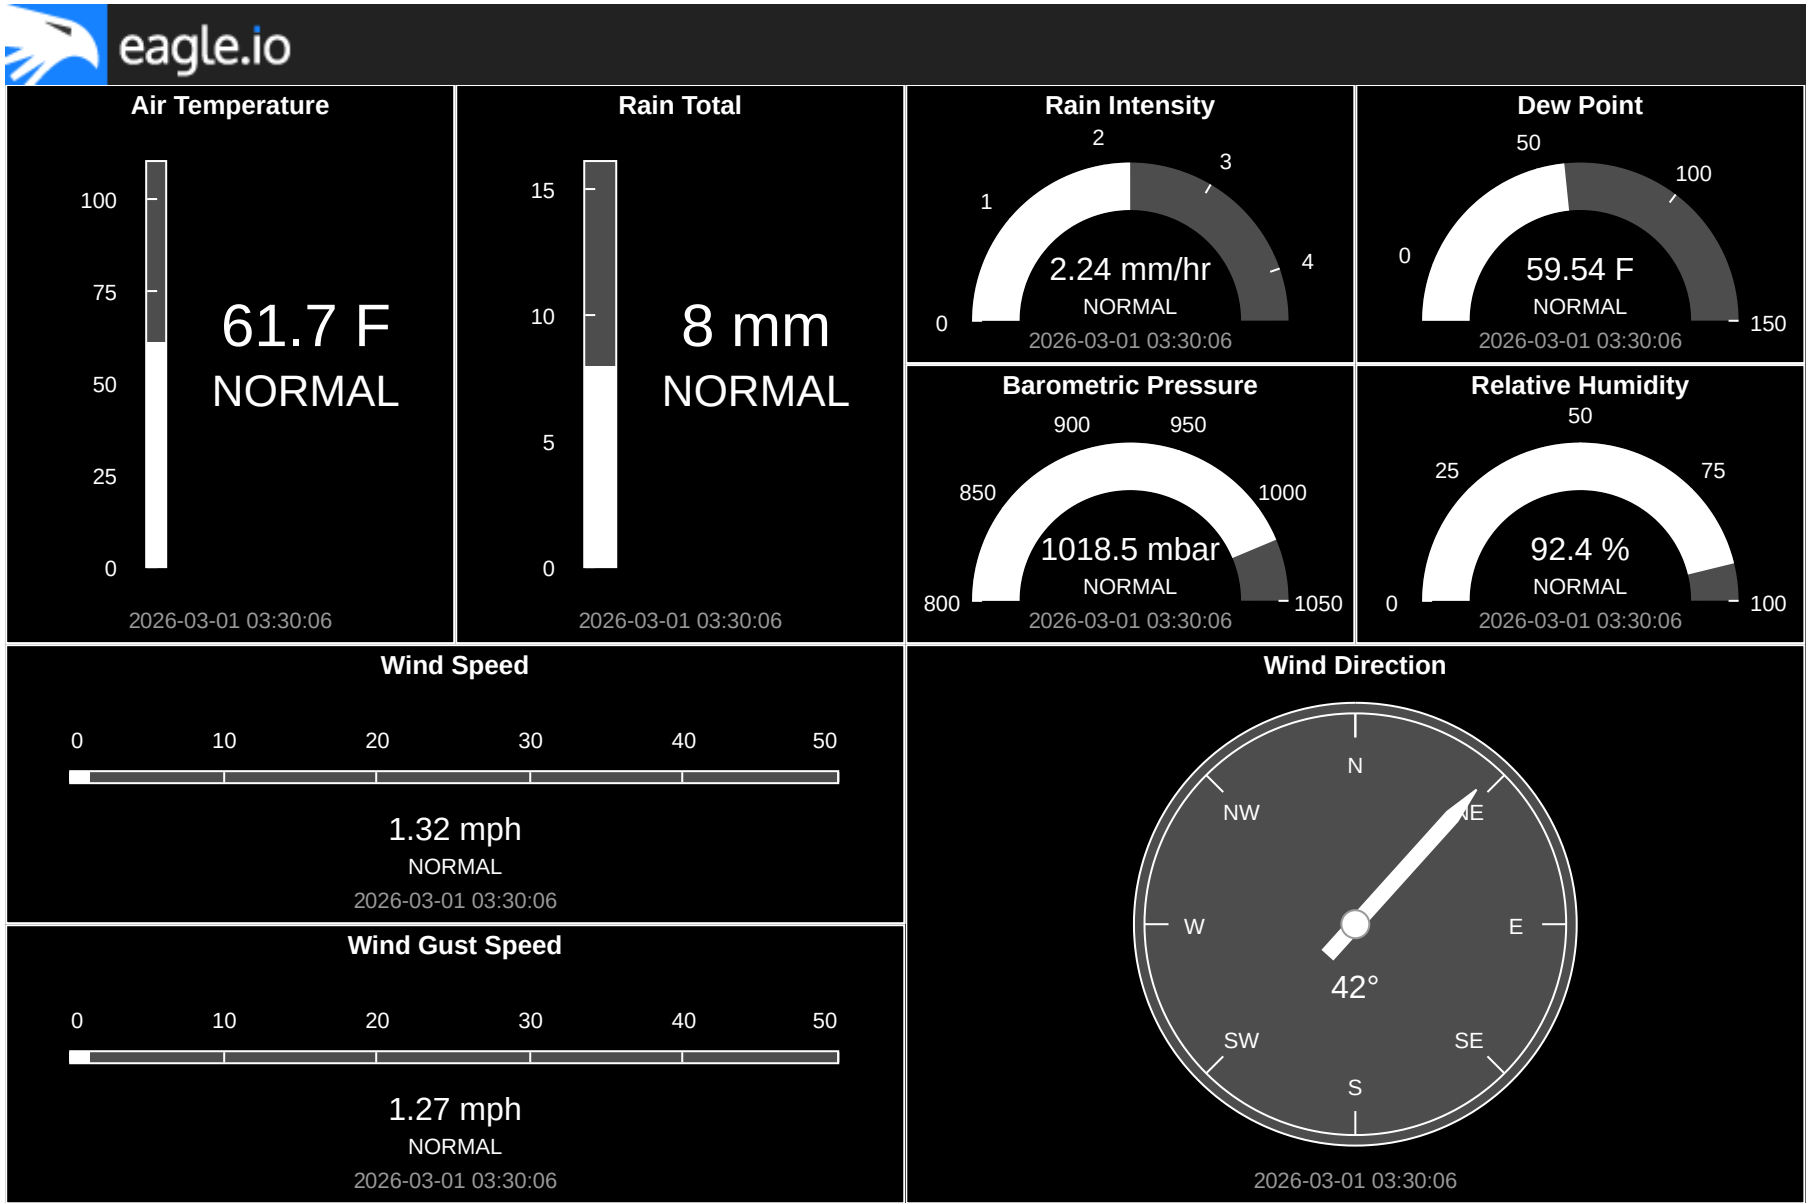 eagle.io
Air Temperature
100
75
50
25
0
61.7 F
NORMAL
2026-03-01 03:30:06
Rain Total
15
10
5
0
8 mm
NORMAL
2026-03-01 03:30:06
Rain Intensity
0
1
2
3
4
2.24 mm/hr
NORMAL
2026-03-01 03:30:06
Dew Point
0
50
100
150
59.54 F
NORMAL
2026-03-01 03:30:06
Barometric Pressure
800
850
900
950
1000
1050
1018.5 mbar
NORMAL
2026-03-01 03:30:06
Relative Humidity
0
25
50
75
100
92.4 %
NORMAL
2026-03-01 03:30:06
Wind Speed
0 10 20 30 40 50
1.32 mph
NORMAL
2026-03-01 03:30:06
Wind Gust Speed
0 10 20 30 40 50
1.27 mph
NORMAL
2026-03-01 03:30:06
Wind Direction
N
NW NE
W E
42°
SW SE
S
2026-03-01 03:30:06